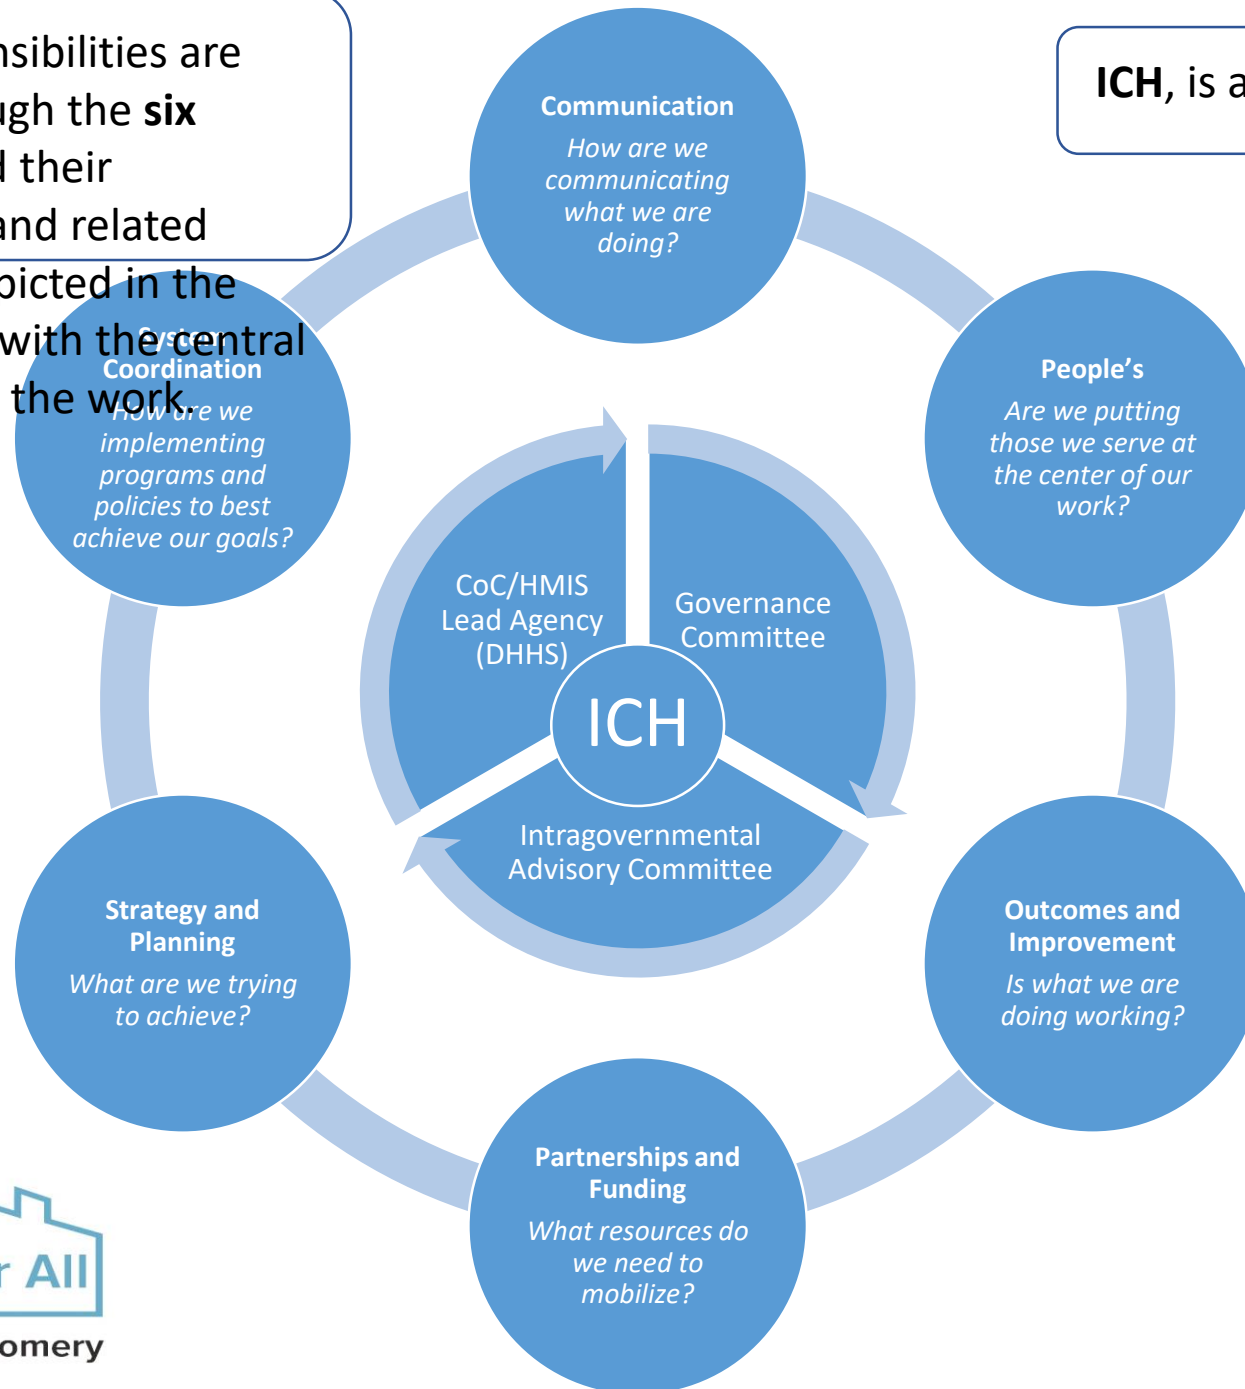 nsibilities are
ugh the six
d their
and related
picted in the
with the central
the work.
ICH, is a
Communication
How are we
communicating
what we are
doing?
System
Coordination
How are we
implementing
programs and
policies to best
achieve our goals?
People's
Are we putting
those we serve at
the center of our
work?
CoC/HMIS
Lead Agency
(DHHS)
Governance
Committee
ICH
Intragovernmental
Advisory Committee
Strategy and
Planning
What are we trying
to achieve?
Outcomes and
Improvement
Is what we are
doing working?
Partnerships and
Funding
What resources do
we need to
mobilize?
r All
omery